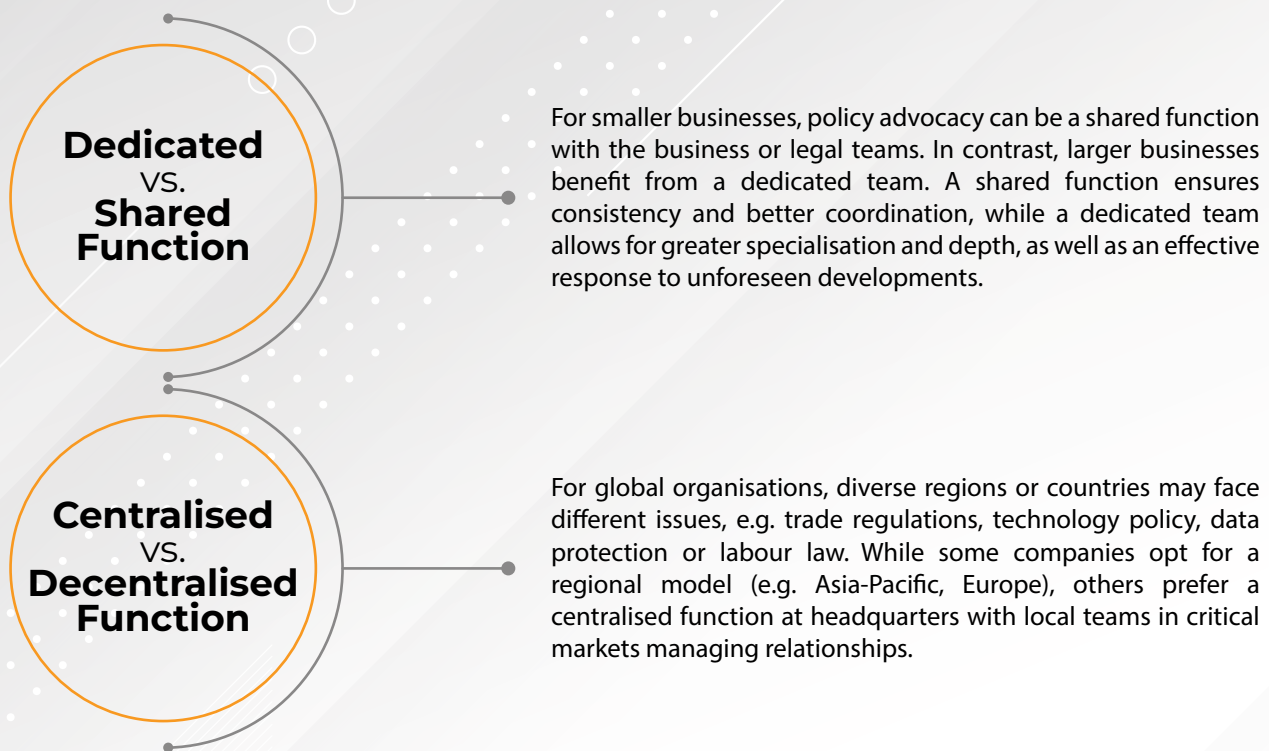 Dedicated
VS.
Shared
Function
For smaller businesses, policy advocacy can be a shared function
with the business or legal teams. In contrast, larger businesses
benefit from a dedicated team. A shared function ensures
consistency and better coordination, while a dedicated team
allows for greater specialisation and depth, as well as an effective
response to unforeseen developments.
Centralised
VS.
Decentralised
Function
For global organisations, diverse regions or countries may face
different issues, e.g. trade regulations, technology policy, data
protection or labour law. While some companies opt for a
regional model (e.g. Asia-Pacific, Europe), others prefer a
centralised function at headquarters with local teams in critical
markets managing relationships.